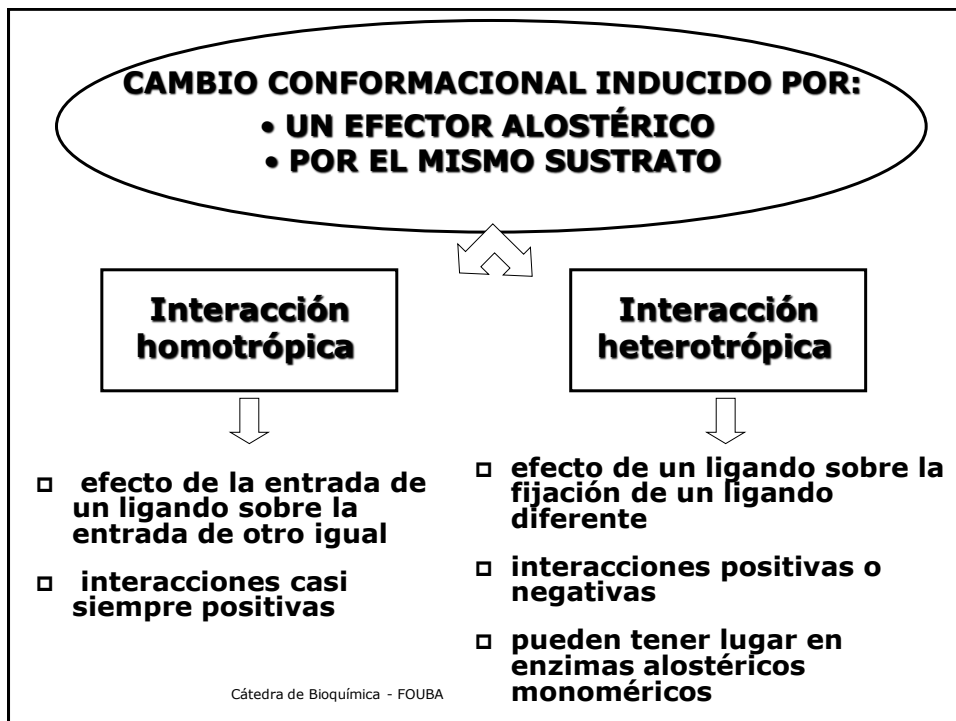 CAMBIO CONFORMACIONAL INDUCIDO POR:
• UN EFECTOR ALOSTÉRICO
• POR EL MISMO SUSTRATO
Interacción
homotrópica
efecto de la entrada de
un ligando sobre la
entrada de otro igual
interacciones casi
siempre positivas
Interacción
heterotrópica
efecto de un ligando sobre la
fijación de un ligando
diferente
interacciones positivas o
negativas
pueden tener lugar en
enzimas alostéricos
monoméricos
Cátedra de Bioquímica - FOUBA